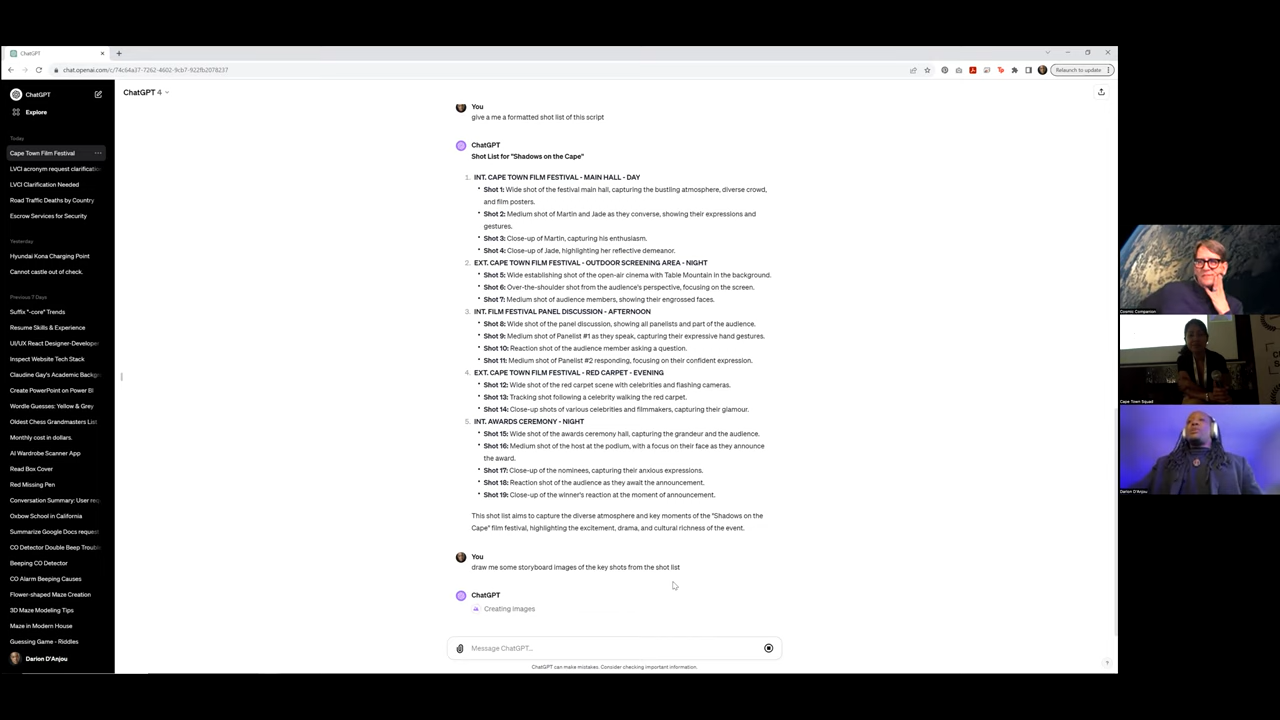 ChatGPT
chat.openai.com/c/74c64a37-7262-4602-9cb7-922fb2078237
Relaunch to update
ChatGPT
Explore
Today
Cape Town Film Festival
LVCI acronym request clarificatio
LVCI Clarification Needed
Road Traffic Deaths by Country
Escrow Services for Security
Yesterday
Hyundai Kona Charging Point
Cannot castle out of check.
Previous 7 Days
Suffix "-core" Trends
Resume Skills & Experience
UI/UX React Designer-Develope
Inspect Website Tech Stack
Claudine Gay's Academic Backg
Create PowerPoint on Power BI
Wordle Guesses: Yellow & Grey
Oldest Chess Grandmasters List
Monthly cost in dollars.
AI Wardrobe Scanner App
Read Box Cover
Red Missing Pen
Conversation Summary: User req
Oxbow School in California
Summarize Google Docs request
CO Detector Double Beep Troub
Beeping CO Detector
CO Alarm Beeping Causes
Flower-shaped Maze Creation
3D Maze Modeling Tips
Maze in Modern House
Guessing Game - Riddles
Darion D'Anjou
ChatGPT 4
You
give a me a formatted shot list of this script
ChatGPT
Shot List for "Shadows on the Cape"
1. INT. CAPE TOWN FILM FESTIVAL - MAIN HALL - DAY
• Shot 1: Wide shot of the festival main hall, capturing the bustling atmosphere, diverse crowd,
and film posters.
• Shot 2: Medium shot of Martin and Jade as they converse, showing their expressions and
gestures.
• Shot 3: Close-up of Martin, capturing his enthusiasm.
• Shot 4: Close-up of Jade, highlighting her reflective demeanor.
2. EXT. CAPE TOWN FILM FESTIVAL - OUTDOOR SCREENING AREA - NIGHT
• Shot 5: Wide establishing shot of the open-air cinema with Table Mountain in the background.
• Shot 6: Over-the-shoulder shot from the audience's perspective, focusing on the screen.
• Shot 7: Medium shot of audience members, showing their engrossed faces.
3. INT. FILM FESTIVAL PANEL DISCUSSION - AFTERNOON
• Shot 8: Wide shot of the panel discussion, showing all panelists and part of the audience.
• Shot 9: Medium shot of Panelist #1 as they speak, capturing their expressive hand gestures.
• Shot 10: Reaction shot of the audience member asking a question.
• Shot 11: Medium shot of Panelist #2 responding, focusing on their confident expression.
4. EXT. CAPE TOWN FILM FESTIVAL - RED CARPET - EVENING
• Shot 12: Wide shot of the red carpet scene with celebrities and flashing cameras.
• Shot 13: Tracking shot following a celebrity walking the red carpet.
• Shot 14: Close-up shots of various celebrities and filmmakers, capturing their glamour.
5. INT. AWARDS CEREMONY - NIGHT
• Shot 15: Wide shot of the awards ceremony hall, capturing the grandeur and the audience.
• Shot 16: Medium shot of the host at the podium, with a focus on their face as they announce
the award.
• Shot 17: Close-up of the nominees, capturing their anxious expressions.
• Shot 18: Reaction shot of the audience as they await the announcement.
• Shot 19: Close-up of the winner's reaction at the moment of announcement.
This shot list aims to capture the diverse atmosphere and key moments of the "Shadows on the
Cape" film festival, highlighting the excitement, drama, and cultural richness of the event.
You
draw me some storyboard images of the key shots from the shot list
ChatGPT
Creating images
Message ChatGPT...
ChatGPT can make mistakes. Consider checking important information.
?
Cosmic Companion
Cape Town Squad
Darion D'Anjou